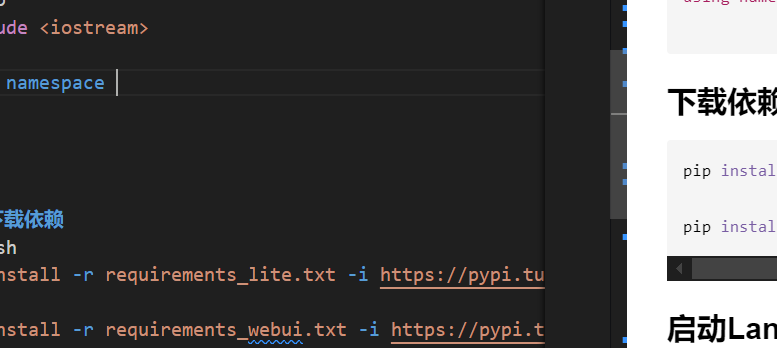 ude <iostream>
namespace
下载依赖
sh
nstall -r requirements_lite.txt -i https://pypi.tu
nstall -r requirements_webui.txt -i https://pypi.t
using name
下载依赖
pip instal
pip instal
启动Lan